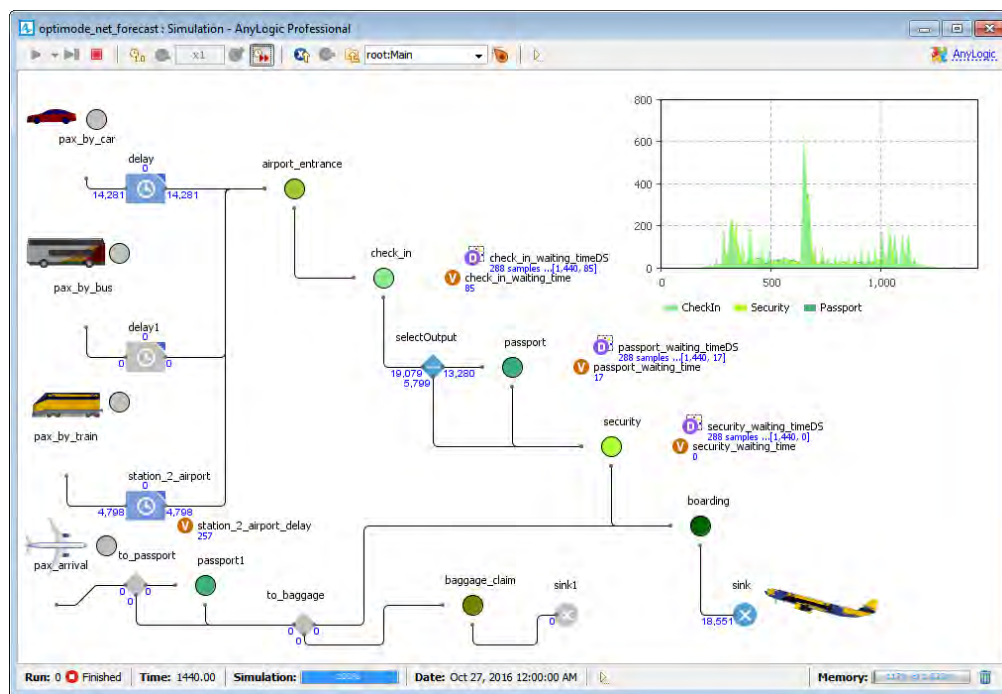 optimode_net_forecast : Simulation - AnyLogic Professional
x1
root:Main
AnyLogic
pax_by_car
delay
0
14,281 14,281
airport_entrance
pax_by_bus
delay1
0
0 0
pax_by_train
station_2_airport
0
4,798 4,798
station_2_airport_delay
257
check_in
check_in_waiting_timeDS
288 samples ...[1,440, 85]
check_in_waiting_time
85
selectOutput
19,079 13,280
5,799
passport
passport_waiting_timeDS
288 samples ...[1,440, 17]
passport_waiting_time
17
security
security_waiting_timeDS
288 samples ...[1,440, 0]
security_waiting_time
0
boarding
sink
18,551
800
600
400
200
0
0 500 1,000
CheckIn Security Passport
pax_arrival
to_passport
0 0
0
passport1
to_baggage
0 0
0
baggage_claim
sink1
0
Run: 0 Finished Time: 1440.00 Simulation: Date: Oct 27, 2016 12:00:00 AM Memory: